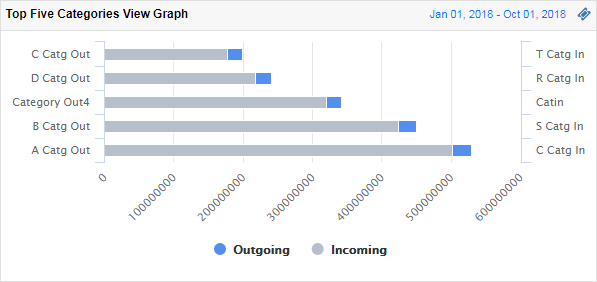 Top Five Categories View Graph
Jan 01, 2018 - Oct 01, 2018
C Catg Out
T Catg In
D Catg Out
R Catg In
Category Out4
Catin
B Catg Out
S Catg In
A Catg Out
C Catg In
0
100000000
200000000
300000000
400000000
500000000
600000000
Outgoing
Incoming